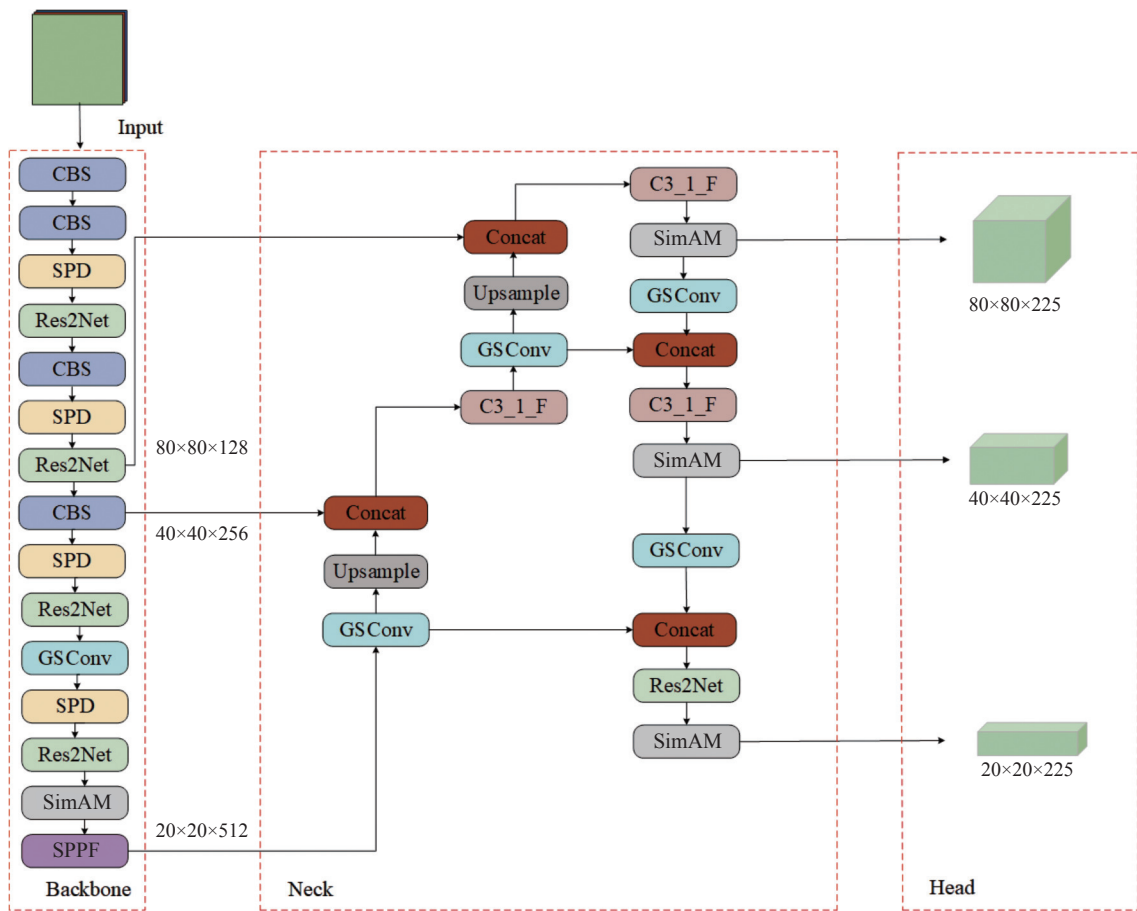 Input
CBS
CBS
SPD
Res2Net
CBS
SPD
Res2Net
CBS
SPD
Res2Net
GSConv
SPD
Res2Net
SimAM
SPPF
Backbone
80×80×128
40×40×256
20×20×512
Concat
Upsample
GSConv
C3_1_F
Concat
Upsample
GSConv
C3_1_F
C3_1_F
SimAM
GSConv
Concat
C3_1_F
SimAM
GSConv
Concat
Res2Net
SimAM
Neck
80×80×225
40×40×225
20×20×225
Head